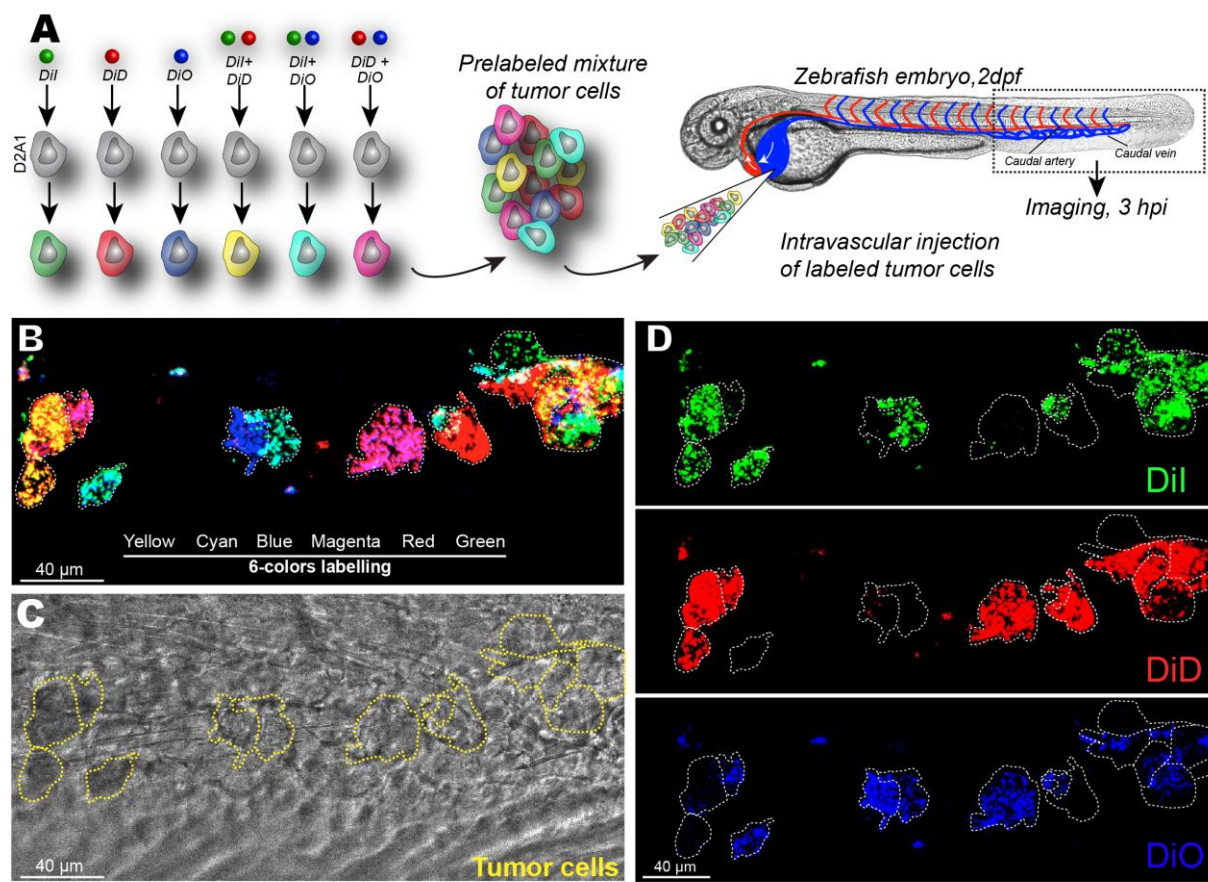 A
DiI
DiD
DiO
DiI+
DiD
DiI+
DiO
DiD +
DiO
D2A1
Prelabeled mixture
of tumor cells
Zebrafish embryo,2dpf
Caudal artery
Caudal vein
Imaging, 3 hpi
Intravascular injection
of labeled tumor cells
B
Yellow Cyan Blue Magenta Red Green
6-colors labelling
40 µm
C
40 µm
Tumor cells
D
DiI
DiD
40 µm
DiO